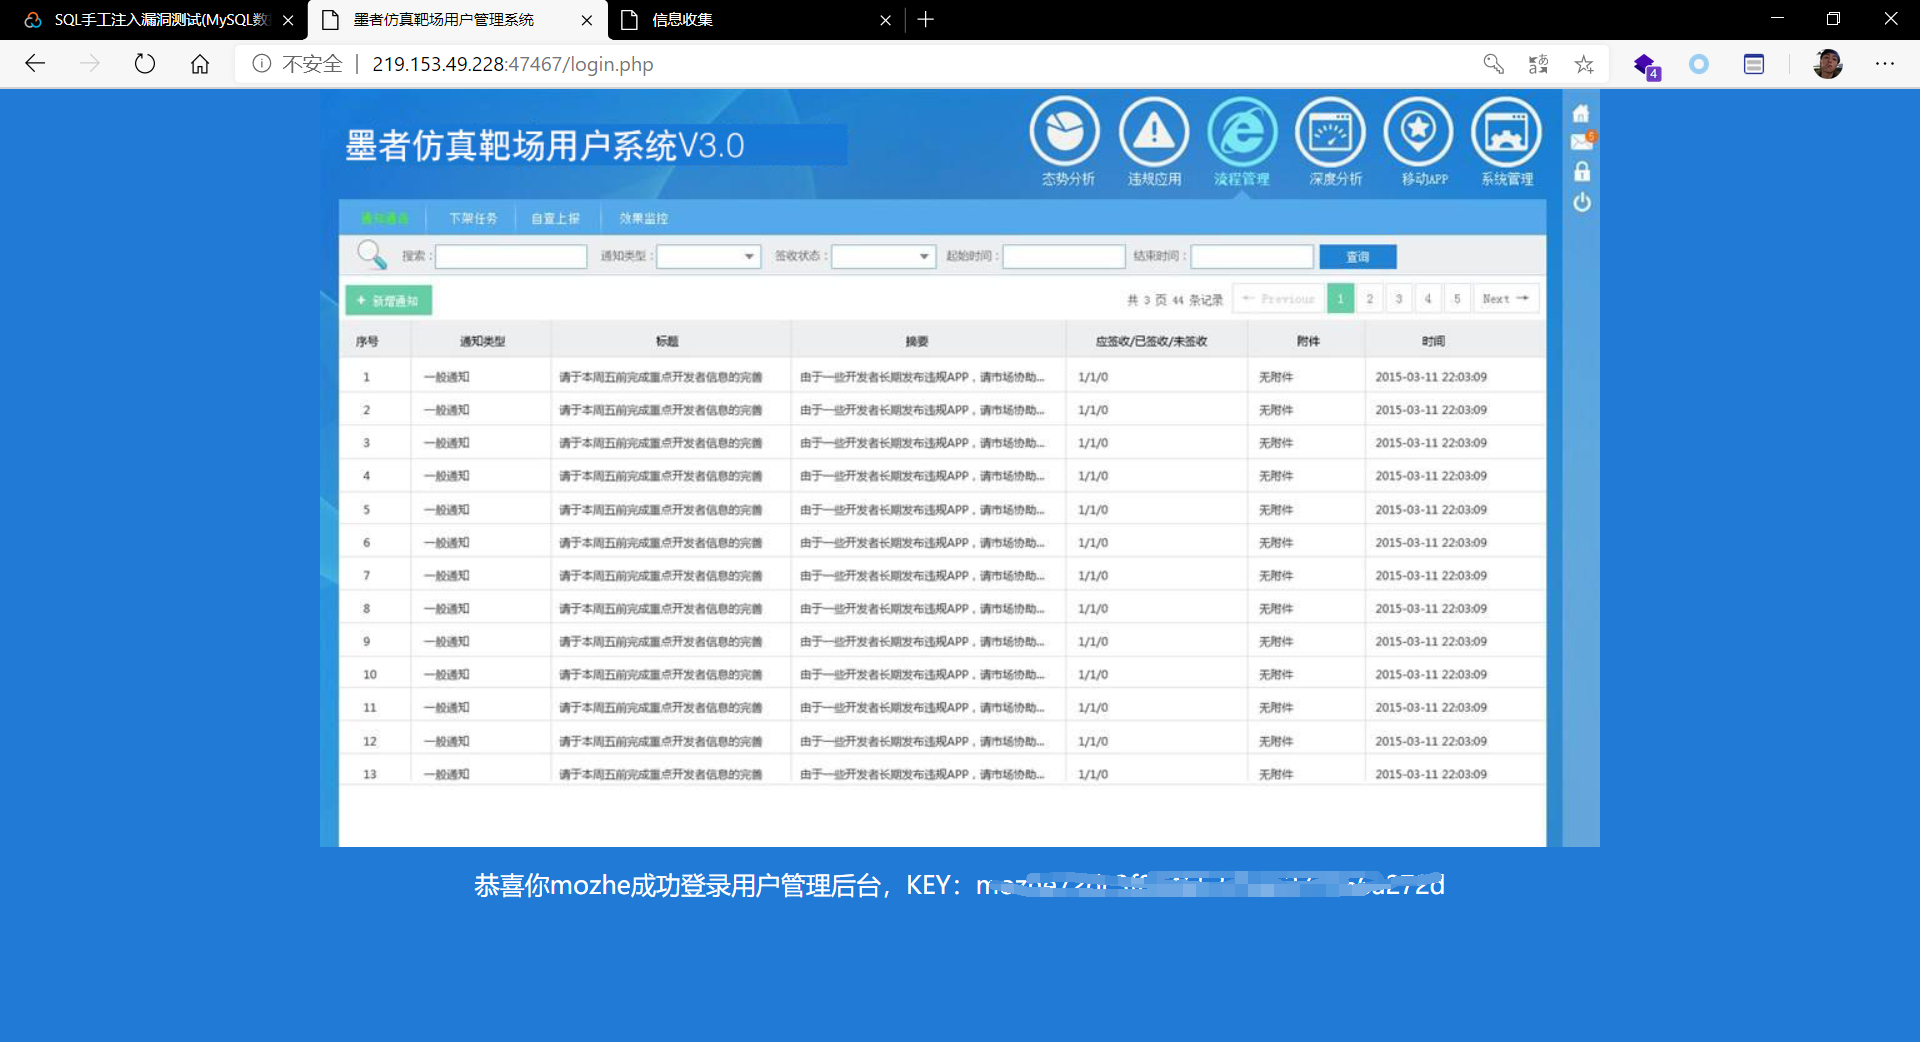 SQL手工注入漏洞测试(MySQL数
墨者仿真靶场用户管理系统
信息收集
不安全 | 219.153.49.228:47467/login.php
4
墨者仿真靶场用户系统V3.0
态势分析 违规应用 流程管理 深度分析 移动APP 系统管理
5
通知通告 下架任务 自查上报 效果监控
搜索: 通知类型: 签收状态: 起始时间: 结束时间: 查询
+ 新增通知
共 3 页 44 条记录 ← Previous 1 2 3 4 5 Next →
序号 通知类型 标题 摘要 应签收/已签收/未签收 附件 时间
1 一般通知 请于本周五前完成重点开发者信息的完善 由于一些开发者长期发布违规APP，请市场协助... 1/1/0 无附件 2015-03-11 22:03:09
2 一般通知 请于本周五前完成重点开发者信息的完善 由于一些开发者长期发布违规APP，请市场协助... 1/1/0 无附件 2015-03-11 22:03:09
3 一般通知 请于本周五前完成重点开发者信息的完善 由于一些开发者长期发布违规APP，请市场协助... 1/1/0 无附件 2015-03-11 22:03:09
4 一般通知 请于本周五前完成重点开发者信息的完善 由于一些开发者长期发布违规APP，请市场协助... 1/1/0 无附件 2015-03-11 22:03:09
5 一般通知 请于本周五前完成重点开发者信息的完善 由于一些开发者长期发布违规APP，请市场协助... 1/1/0 无附件 2015-03-11 22:03:09
6 一般通知 请于本周五前完成重点开发者信息的完善 由于一些开发者长期发布违规APP，请市场协助... 1/1/0 无附件 2015-03-11 22:03:09
7 一般通知 请于本周五前完成重点开发者信息的完善 由于一些开发者长期发布违规APP，请市场协助... 1/1/0 无附件 2015-03-11 22:03:09
8 一般通知 请于本周五前完成重点开发者信息的完善 由于一些开发者长期发布违规APP，请市场协助... 1/1/0 无附件 2015-03-11 22:03:09
9 一般通知 请于本周五前完成重点开发者信息的完善 由于一些开发者长期发布违规APP，请市场协助... 1/1/0 无附件 2015-03-11 22:03:09
10 一般通知 请于本周五前完成重点开发者信息的完善 由于一些开发者长期发布违规APP，请市场协助... 1/1/0 无附件 2015-03-11 22:03:09
11 一般通知 请于本周五前完成重点开发者信息的完善 由于一些开发者长期发布违规APP，请市场协助... 1/1/0 无附件 2015-03-11 22:03:09
12 一般通知 请于本周五前完成重点开发者信息的完善 由于一些开发者长期发布违规APP，请市场协助... 1/1/0 无附件 2015-03-11 22:03:09
13 一般通知 请于本周五前完成重点开发者信息的完善 由于一些开发者长期发布违规APP，请市场协助... 1/1/0 无附件 2015-03-11 22:03:09
恭喜你mozhe成功登录用户管理后台，KEY：